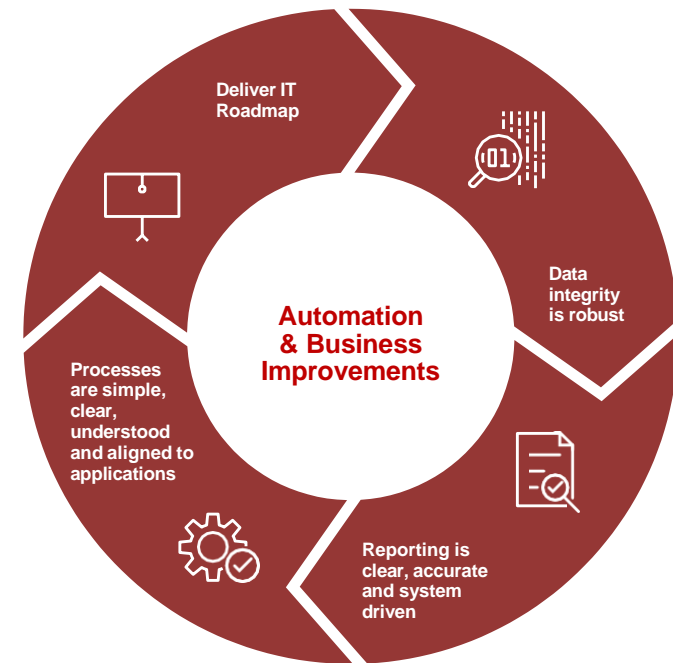 Deliver IT
Roadmap
01
Data
integrity
is robust
Automation
& Business
Improvements
Processes
are simple,
clear,
understood
and aligned to
applications
Reporting is
clear, accurate
and system
driven